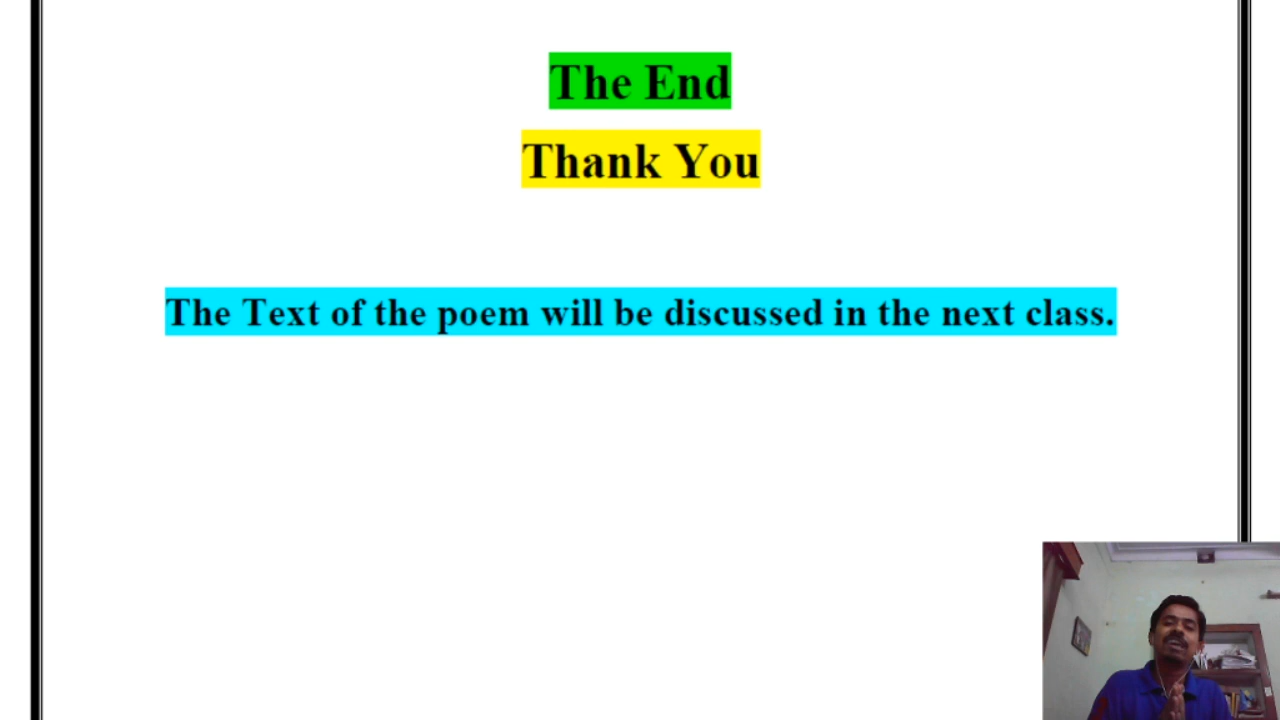 The End
Thank You
The Text of the poem will be discussed in the next class.